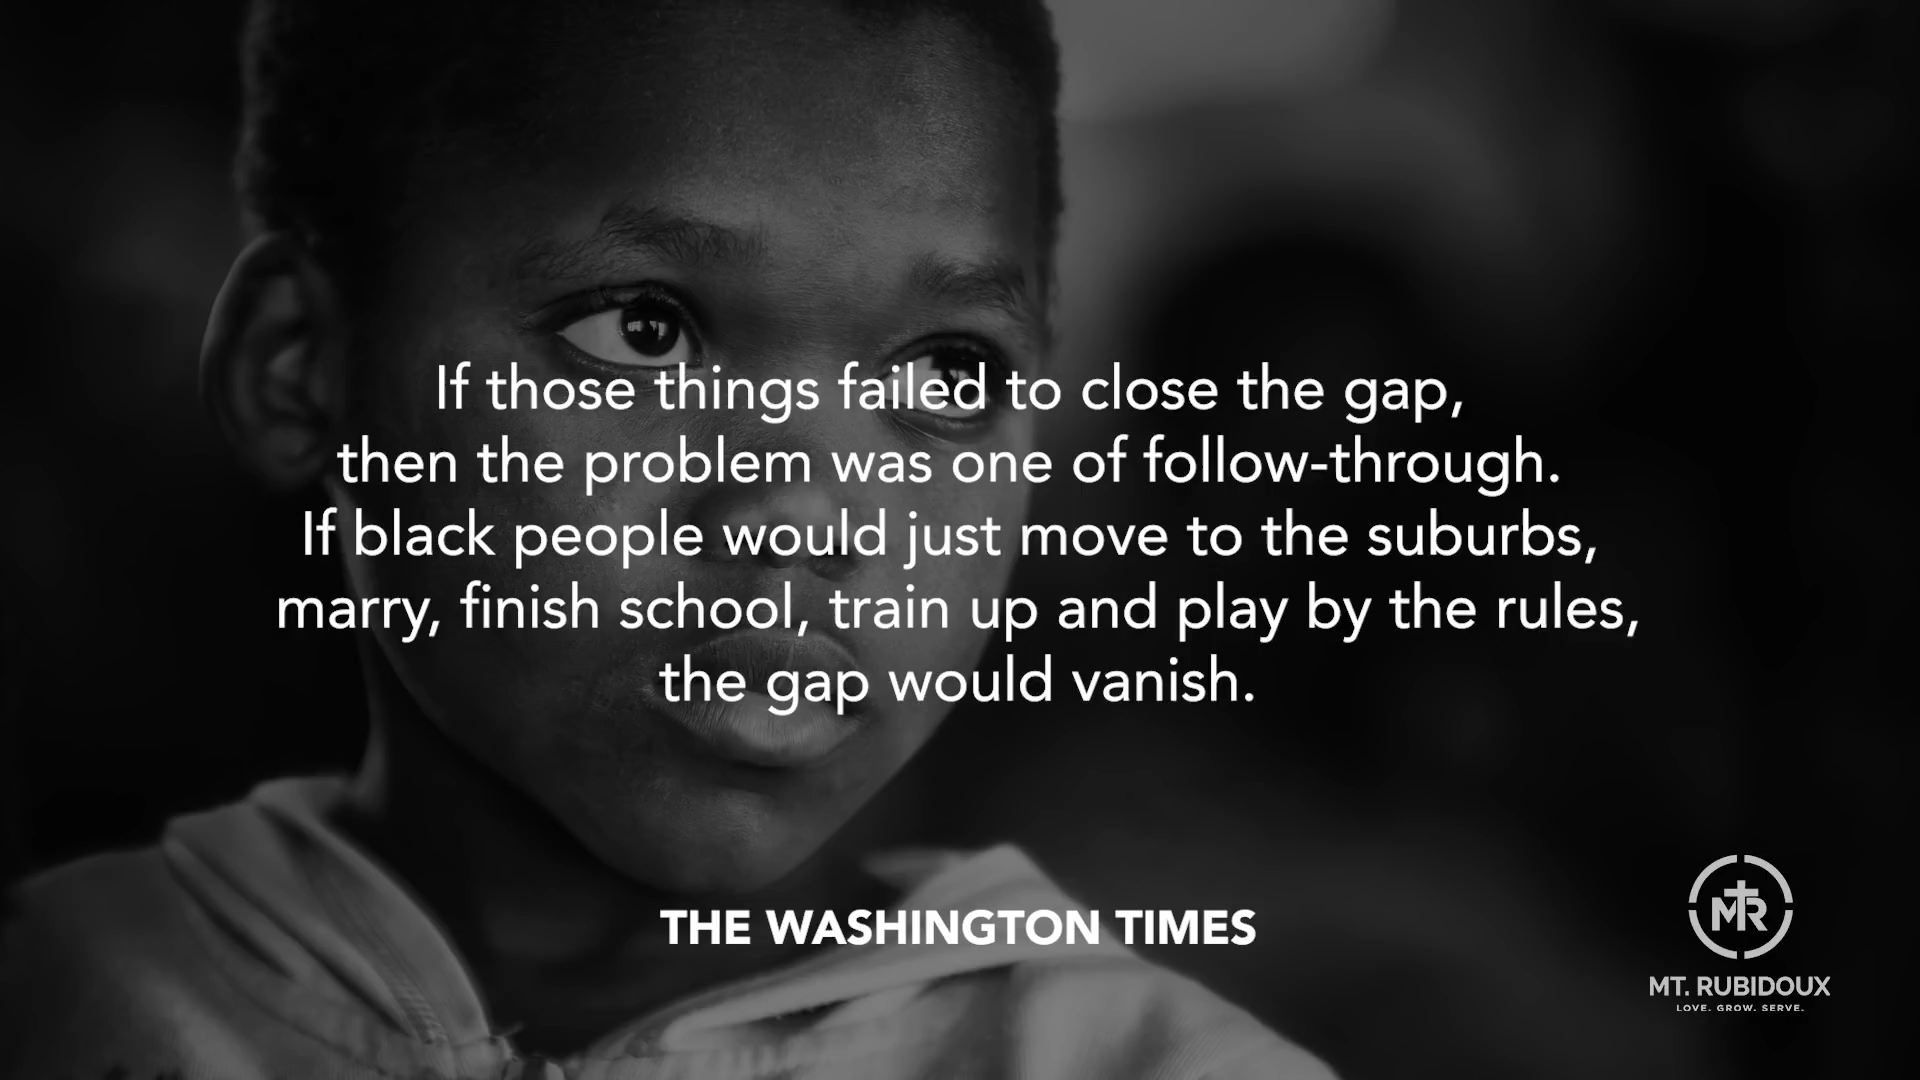 If those things failed to close the gap,
then the problem was one of follow-through.
If black people would just move to the suburbs,
marry, finish school, train up and play by the rules,
the gap would vanish.
THE WASHINGTON TIMES
MR
MT. RUBIDOUX
LOVE. GROW. SERVE.